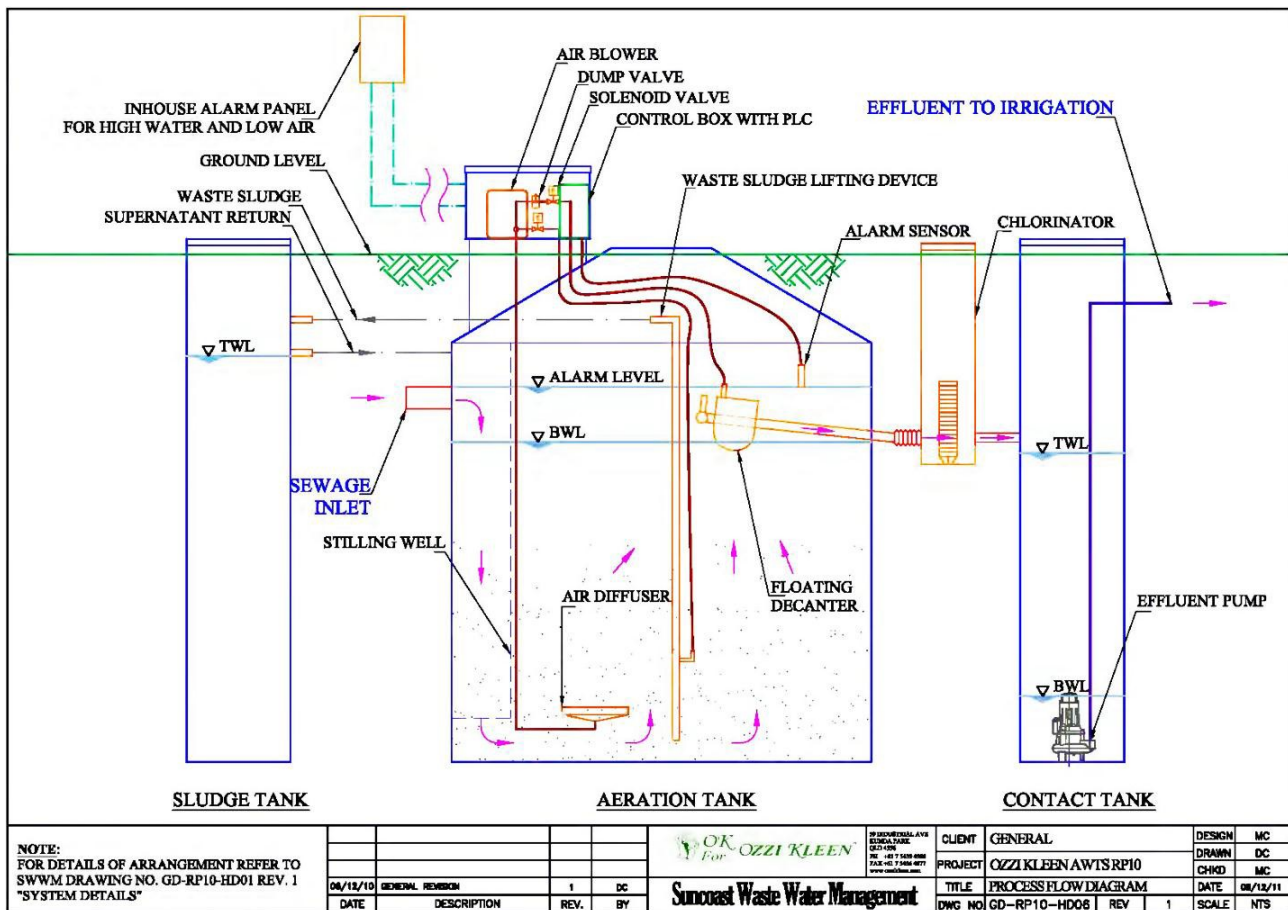 INHOUSE ALARM PANEL
FOR HIGH WATER AND LOW AIR
GROUND LEVEL
WASTE SLUDGE
SUPERNATANT RETURN
AIR BLOWER
DUMP VALVE
SOLENOID VALVE
CONTROL BOX WITH PLC
WASTE SLUDGE LIFTING DEVICE
ALARM SENSOR
EFFLUENT TO IRRIGATION
CHLORINATOR
TWL
ALARM LEVEL
BWL
TWL
SEWAGE
INLET
STILLING WELL
AIR DIFFUSER
FLOATING
DECANTER
EFFLUENT PUMP
BWL
SLUDGE TANK
AERATION TANK
CONTACT TANK
NOTE:
FOR DETAILS OF ARRANGEMENT REFER TO
SWWM DRAWING NO. GD-RP10-HD01 REV. 1
"SYSTEM DETAILS"
08/12/10 GENERAL REVISION 1 DC
DATE DESCRIPTION REV. BY
OK For OZZI KLEEN
Suncoast Waste Water Management
CLIENT GENERAL
PROJECT OZZI KLEEN AWTS RP10
TITLE PROCESS FLOW DIAGRAM
DWG NO. GD-RP10-HD06 REV 1
DESIGN MC
DRAWN DC
CHKD MC
DATE 08/12/11
SCALE NTS